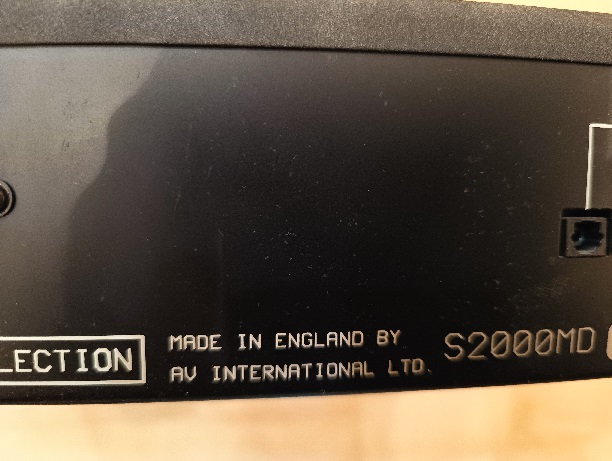 LECTION
MADE IN ENGLAND BY
AV INTERNATIONAL LTD.
S2000MD